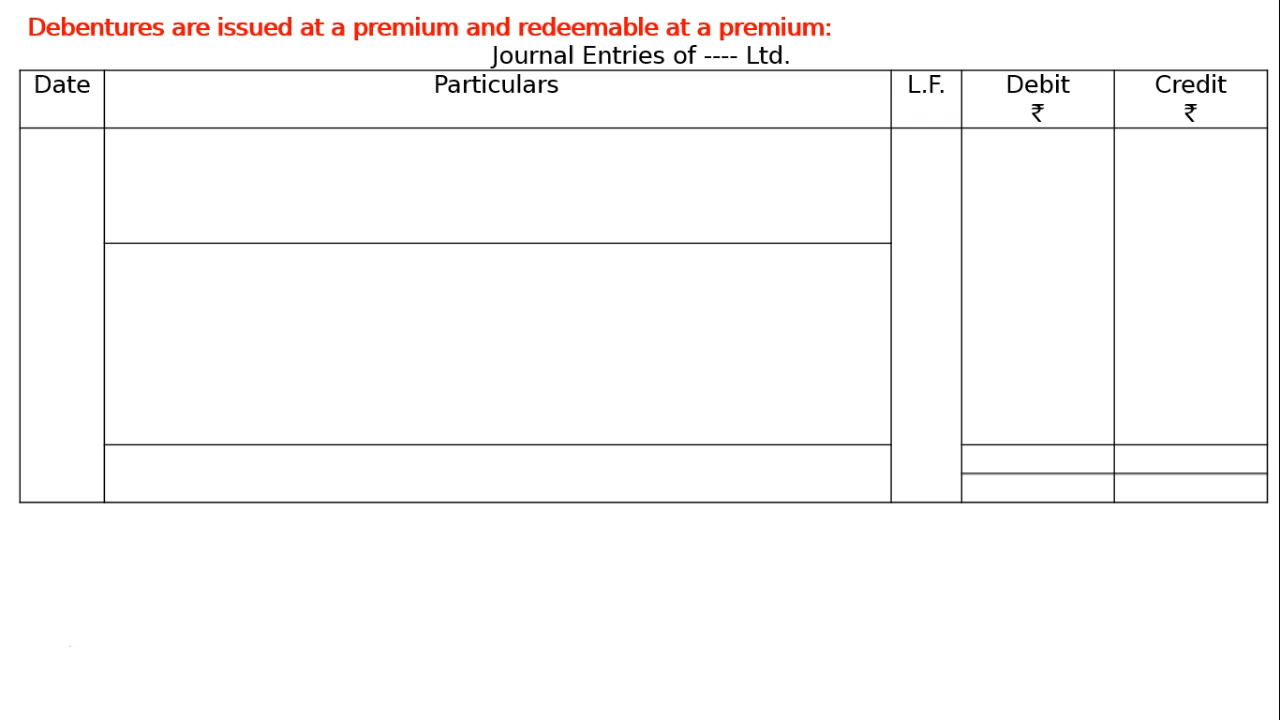 Debentures are issued at a premium and redeemable at a premium:
Journal Entries of ---- Ltd.
Date Particulars L.F. Debit Credit
₹ ₹